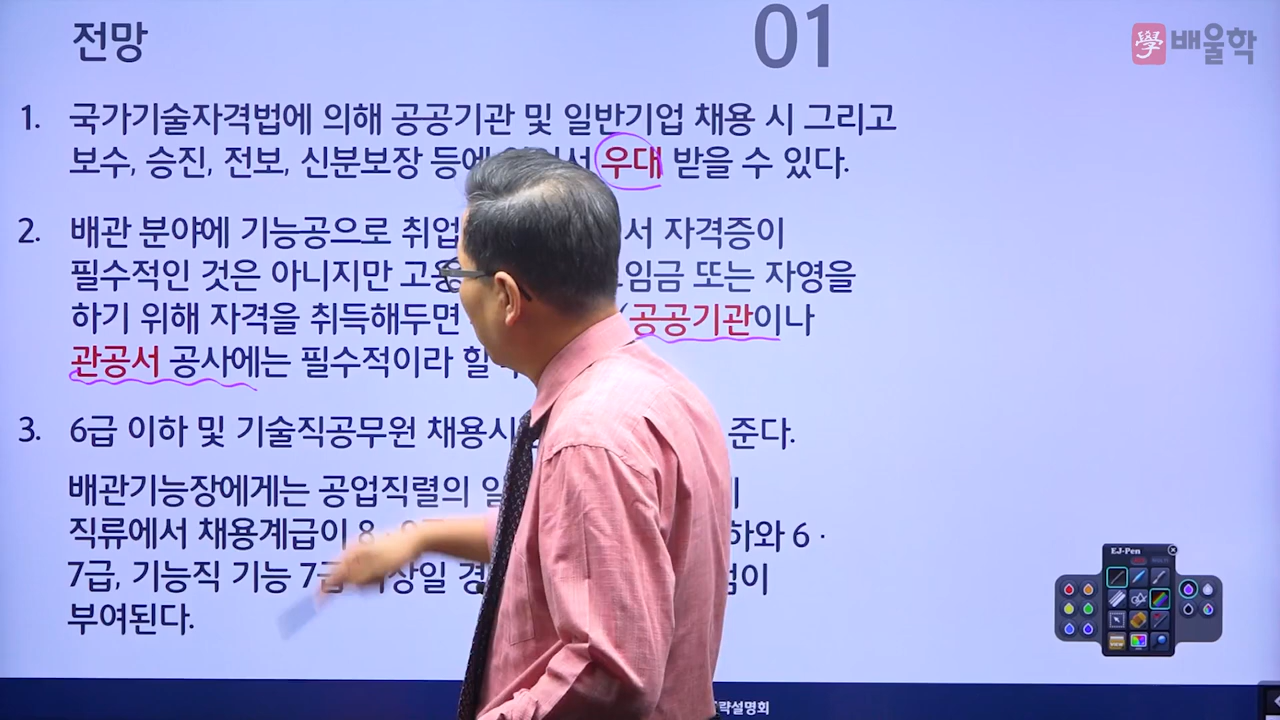 전망
01
學 배울학
1. 국가기술자격법에 의해 공공기관 및 일반기업 채용 시 그리고
보수, 승진, 전보, 신분보장 등에 우대 받을 수 있다.
2. 배관 분야에 기능공으로 취업 서 자격증이
필수적인 것은 아니지만 임금 또는 자영을
하기 위해 자격을 취득해두면 (공공기관이나
관공서 공사에는 필수적이라 할
3. 6급 이하 및 기술직공무원 채용시 준다.
배관기능장에게는 공업직렬의
직류에서 채용계급이 8 하와 6 ·
7급, 기능직 기능 7급 이상일
부여된다.
EJ-Pen